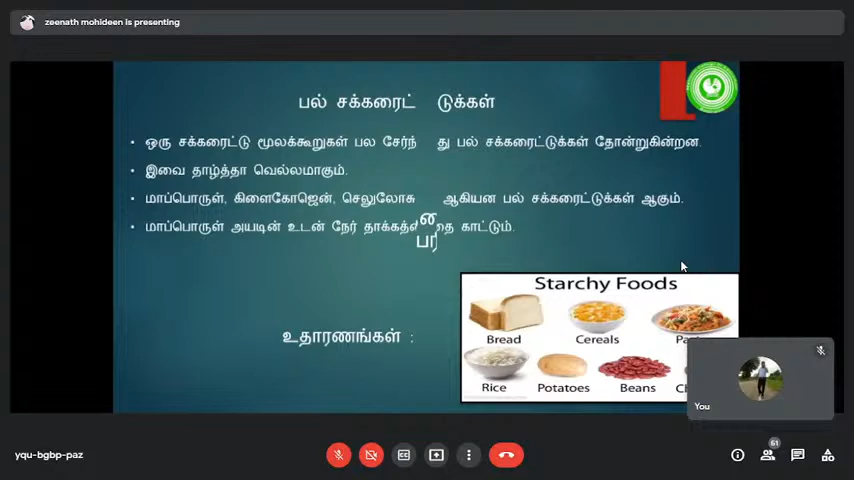 zeenath mohideen is presenting
பல் சக்கரைட் டுக்கள்
• ஒரு சக்கரைட்டு மூலக்கூறுகள் பல சேர்ந் து பல் சக்கரைட்டுக்கள் தோன்றுகின்றன.
• இவை தாழ்த்தா வெல்லமாகும்.
• மாப்பொருள், கிளைகோஜென், செலுலோசு ஆகியன பல் சக்கரைட்டுக்கள் ஆகும்.
• மாப்பொருள் அயடின் உடன் நேர் தாக்கத் தை காட்டும்.
Starchy Foods
Bread Cereals
உதாரணங்கள் :
Rice Potatoes Beans
You
yqu-bgbp-paz
61